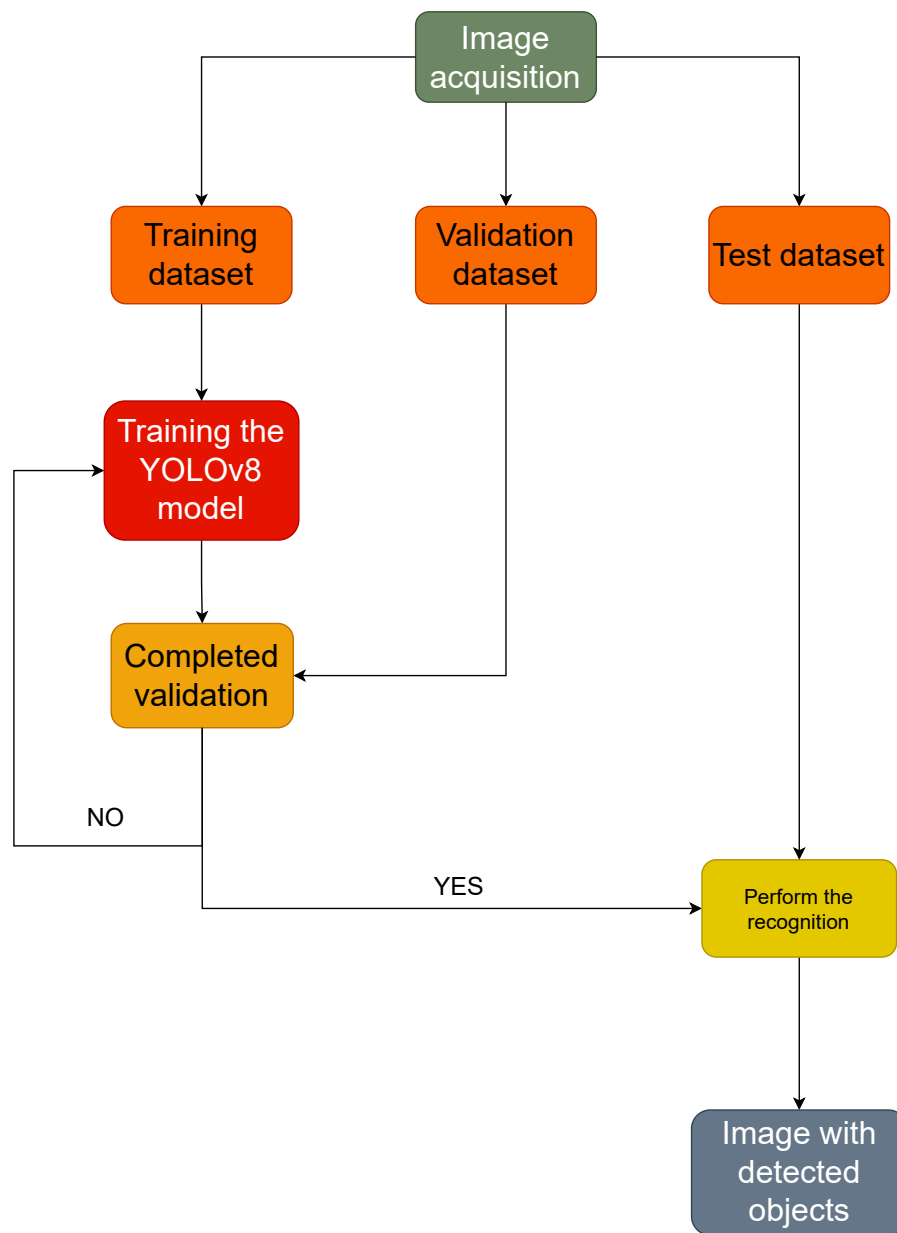 Image
acquisition
Training
dataset
Validation
dataset
Test dataset
Training the
YOLOv8
model
Completed
validation
NO
YES
Perform the
recognition
Image with
detected
objects